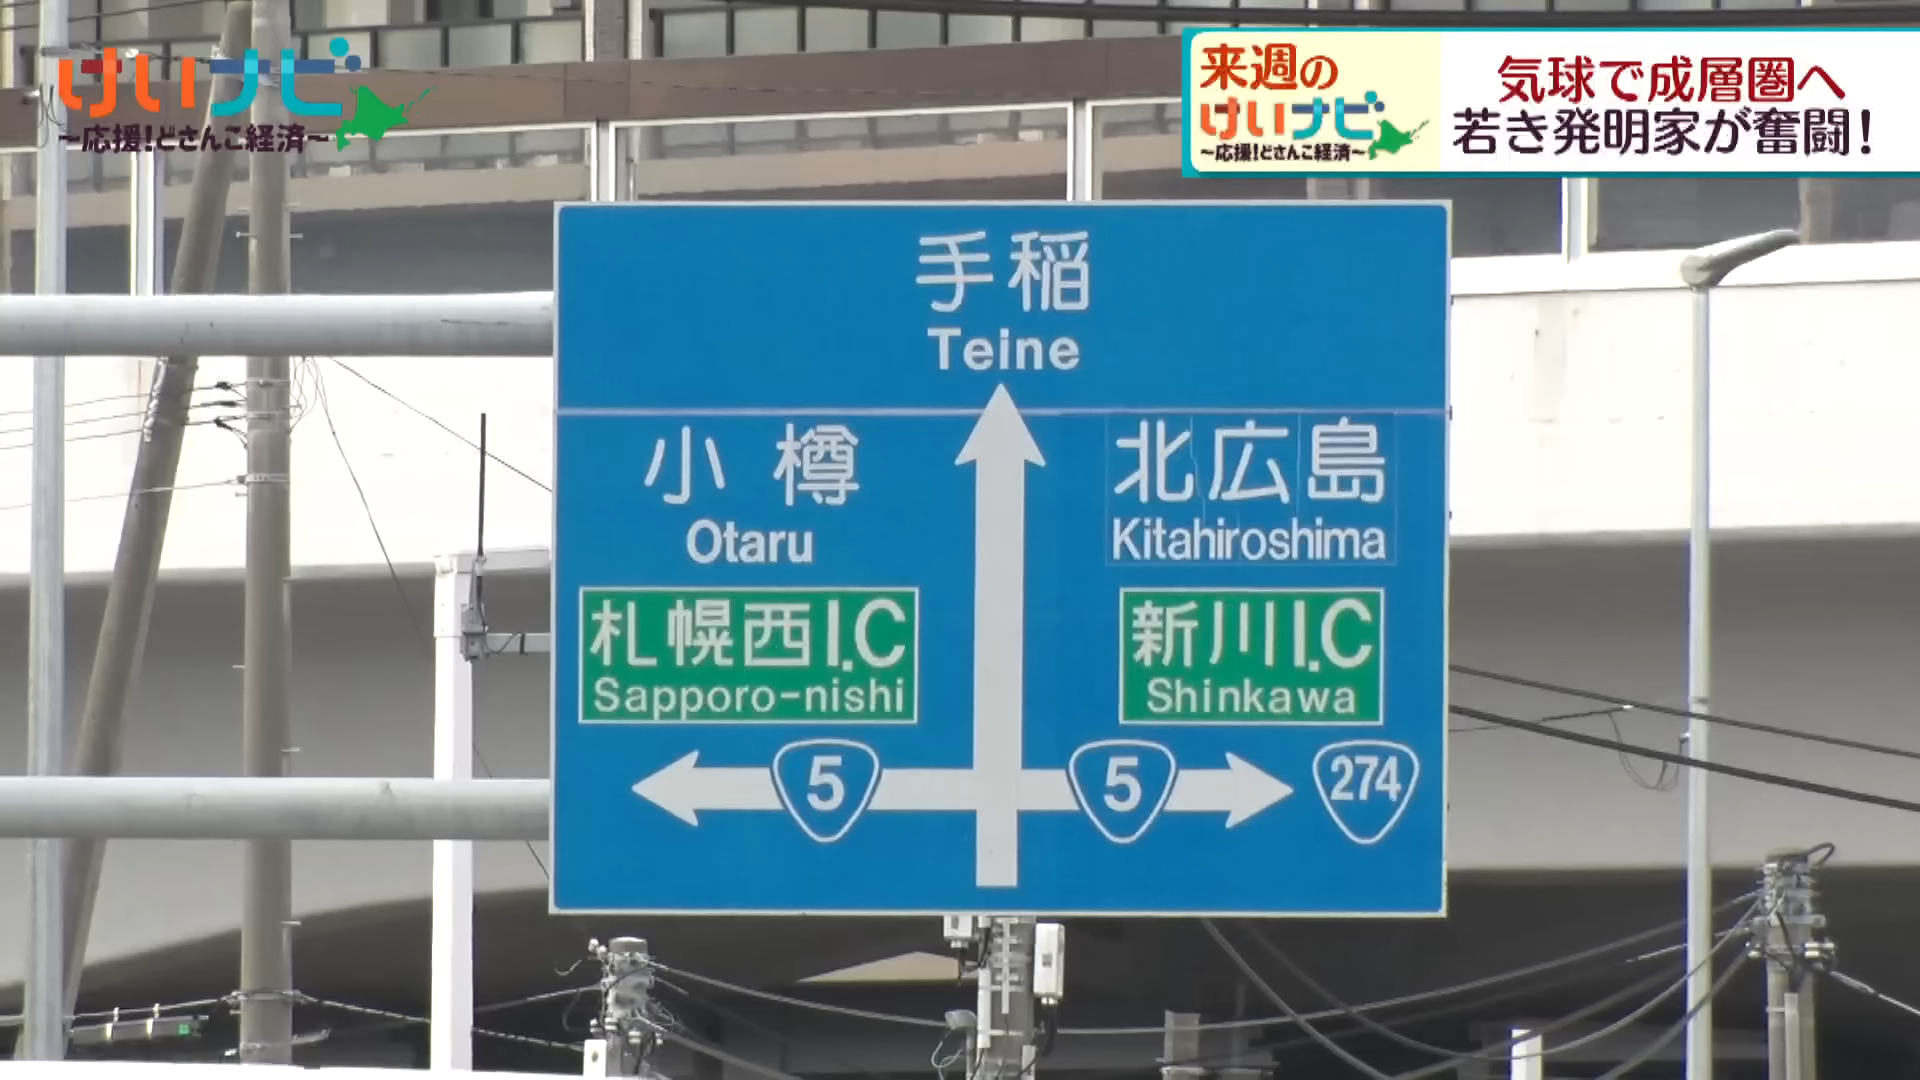 けいナビ
~応援!どさんこ経済~
来週の
けいナビ
~応援!どさんこ経済~
気球で成層圏へ
若き発明家が奮闘!
手稲
Teine
小樽
Otaru
札幌西I.C
Sapporo-nishi
北広島
Kitahiroshima
新川I.C
Shinkawa
5
5
274